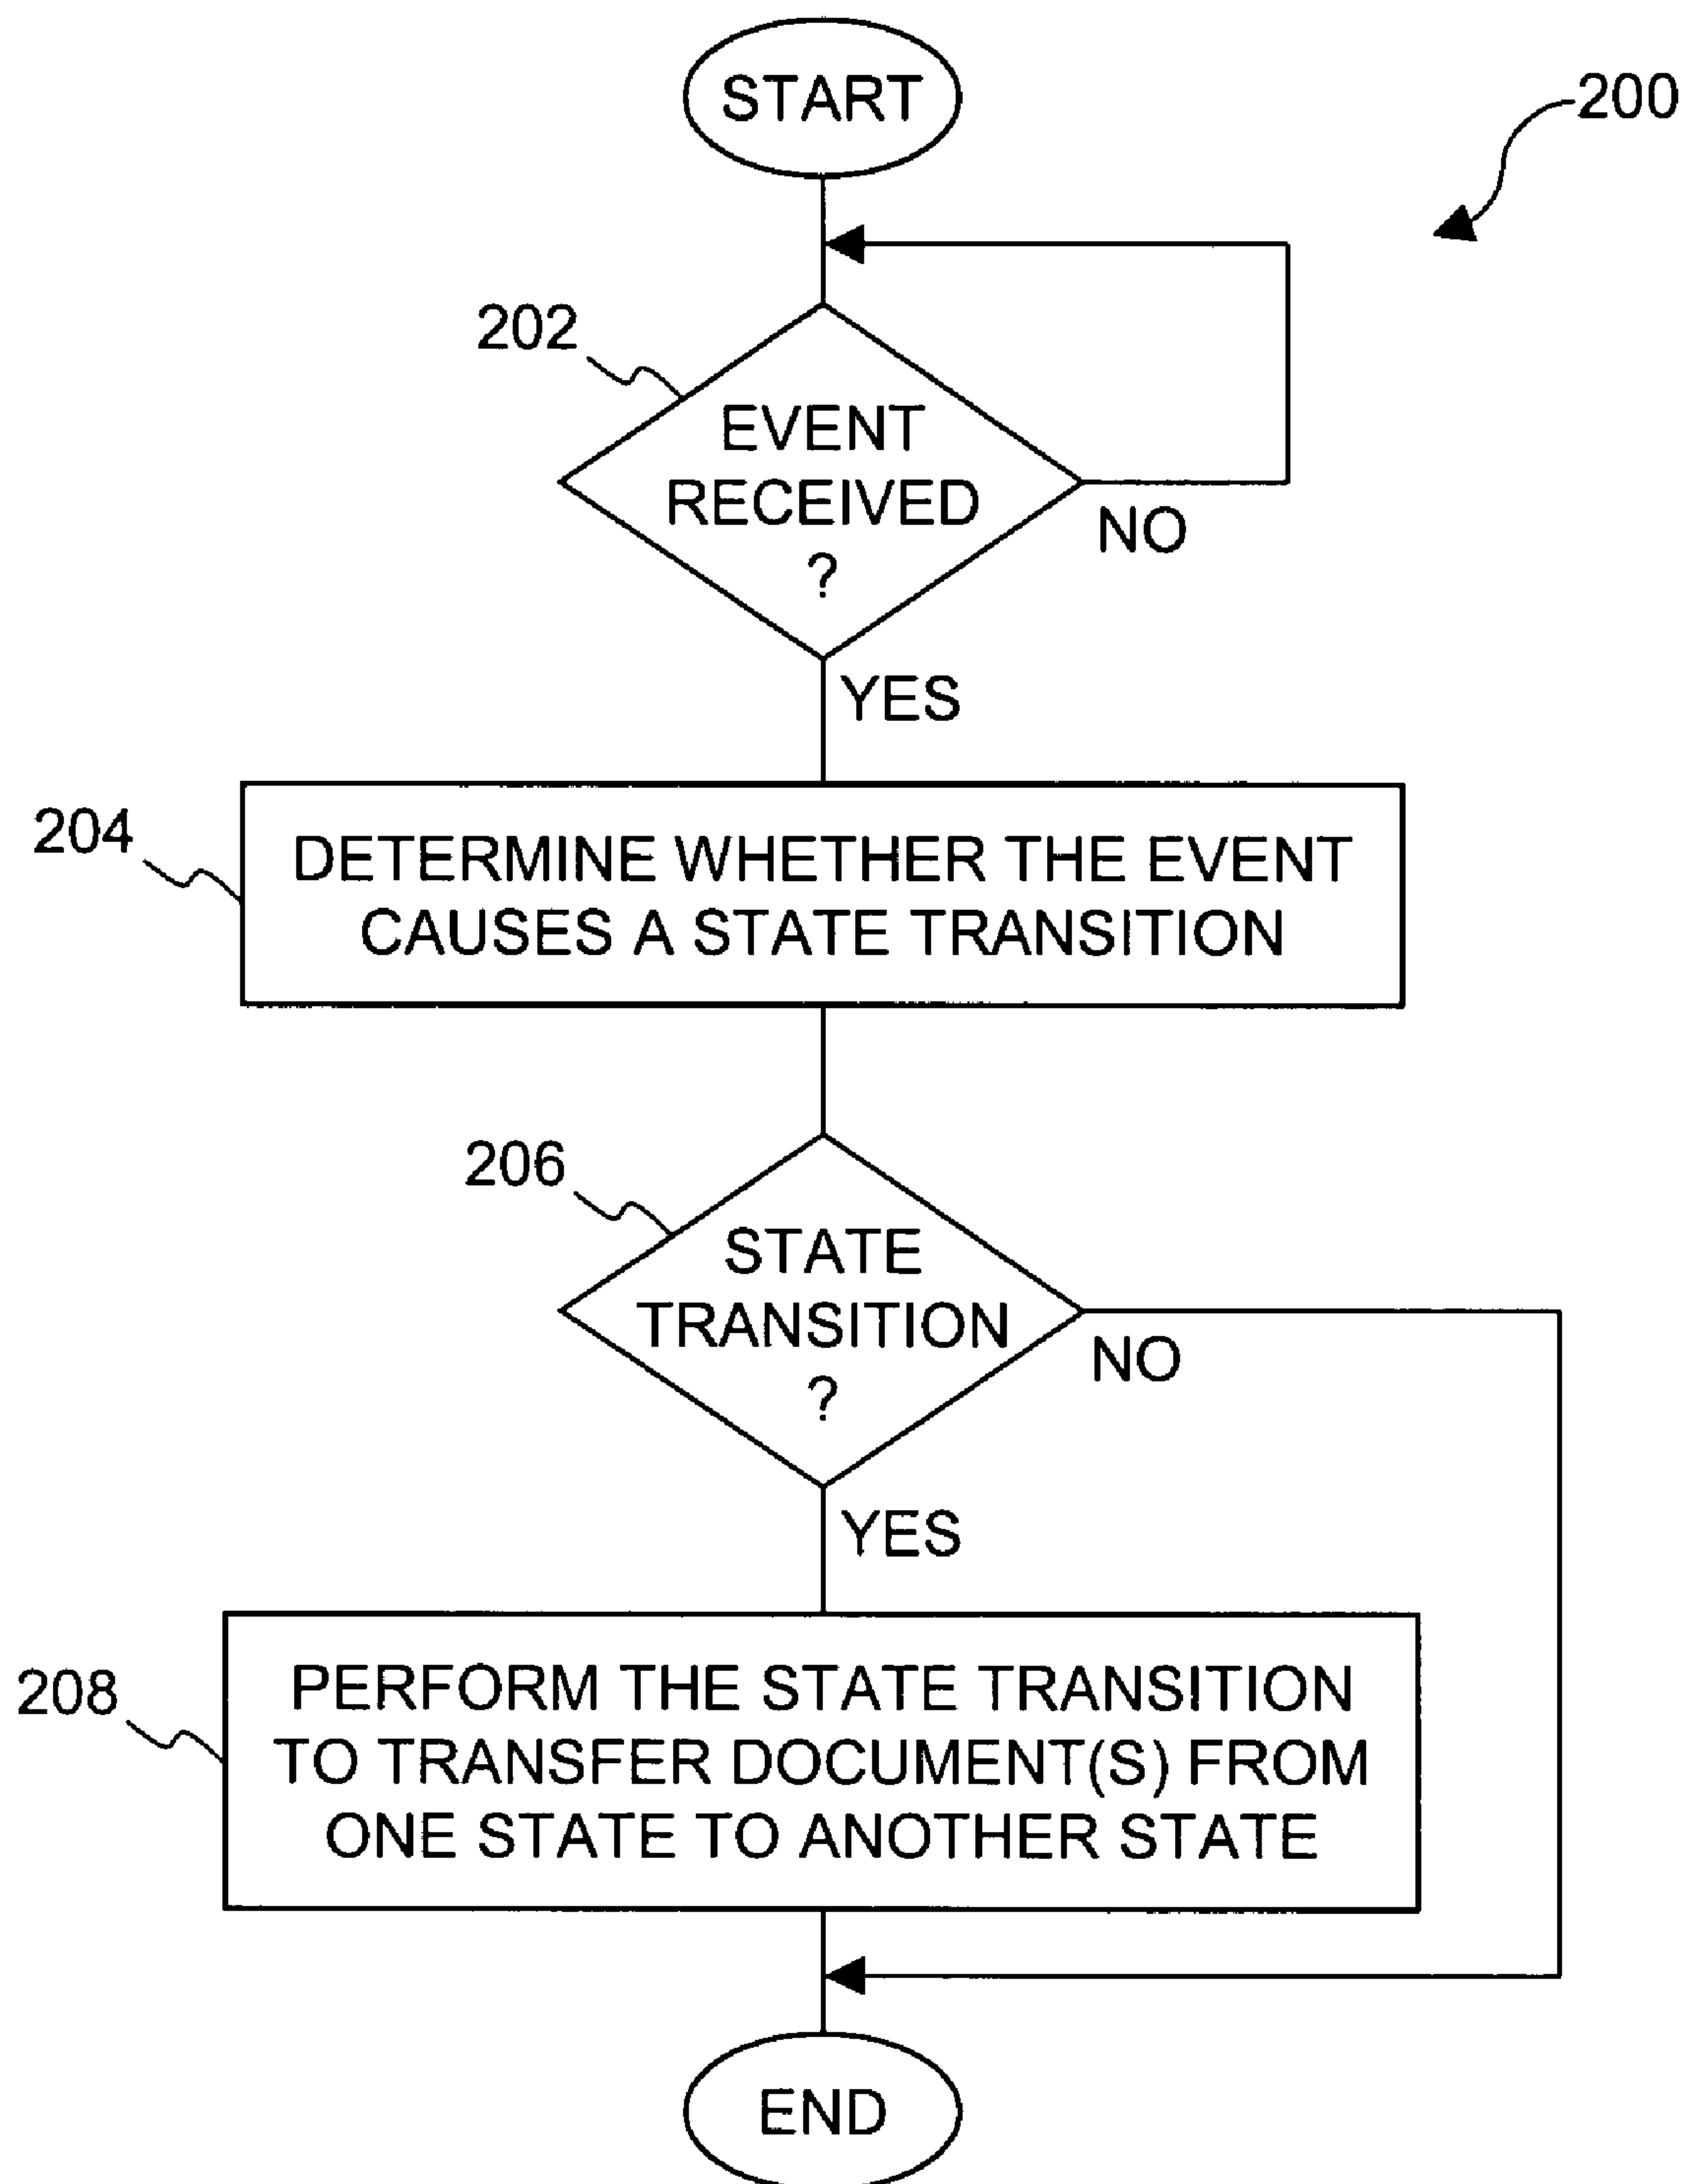 START
200
202
EVENT
RECEIVED
?
NO
YES
204
DETERMINE WHETHER THE EVENT
CAUSES A STATE TRANSITION
206
STATE
TRANSITION
?
NO
YES
208
PERFORM THE STATE TRANSITION
TO TRANSFER DOCUMENT(S) FROM
ONE STATE TO ANOTHER STATE
END